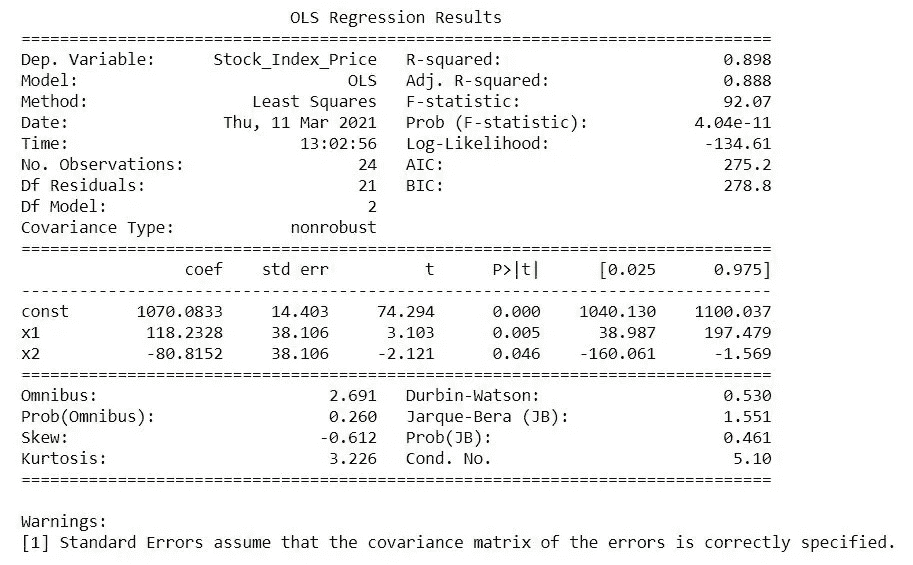 OLS Regression Results
==============================================================================
Dep. Variable:      Stock_Index_Price   R-squared:                       0.898
Model:                            OLS   Adj. R-squared:                  0.888
Method:                 Least Squares   F-statistic:                     92.07
Date:                Thu, 11 Mar 2021   Prob (F-statistic):           4.04e-11
Time:                        13:02:56   Log-Likelihood:                -134.61
No. Observations:                  24   AIC:                             275.2
Df Residuals:                      21   BIC:                             278.8
Df Model:                           2
Covariance Type:            nonrobust
==============================================================================
                 coef    std err          t      P>|t|      [0.025      0.975]
------------------------------------------------------------------------------
const       1070.0833     14.403     74.294      0.000    1040.130    1100.037
x1           118.2328     38.106      3.103      0.005      38.987     197.479
x2           -80.8152     38.106     -2.121      0.046    -160.061      -1.569
==============================================================================
Omnibus:                        2.691   Durbin-Watson:                   0.530
Prob(Omnibus):                  0.260   Jarque-Bera (JB):                1.551
Skew:                          -0.612   Prob(JB):                        0.461
Kurtosis:                       3.226   Cond. No.                         5.10
==============================================================================
Warnings:
[1] Standard Errors assume that the covariance matrix of the errors is correctly specified.